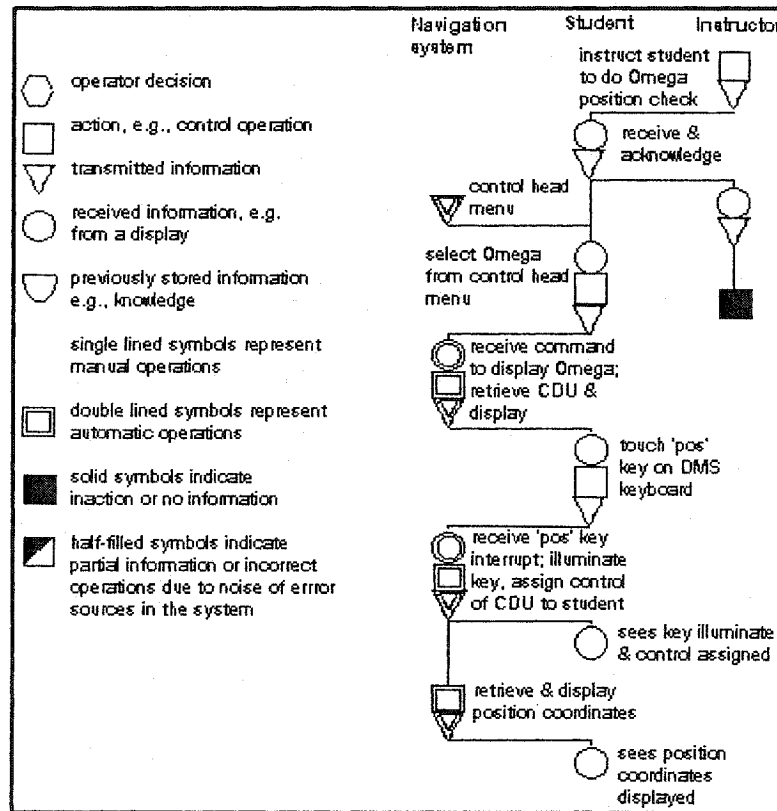 Navigation
system
Student
Instructor
operator decision
action, e.g., control operation
transmitted information
received information, e.g.
from a display
previously stored information
e.g., knowledge
single lined symbols represent
manual operations
double lined symbols represent
automatic operations
solid symbols indicate
inaction or no information
half-filled symbols indicate
partial information or incorrect
operations due to noise of errror
sources in the system
instruct student
to do Omega
position check
receive &
acknowledge
control head
menu
select Omega
from control head
menu
receive command
to display Omega;
retrieve CDU &
display
touch 'pos'
key on DMS
keyboard
receive 'pos' key
interrupt; illuminate
key, assign control
of CDU to student
sees key illuminate
& control assigned
retrieve & display
position coordinates
sees position
coordinates
displayed